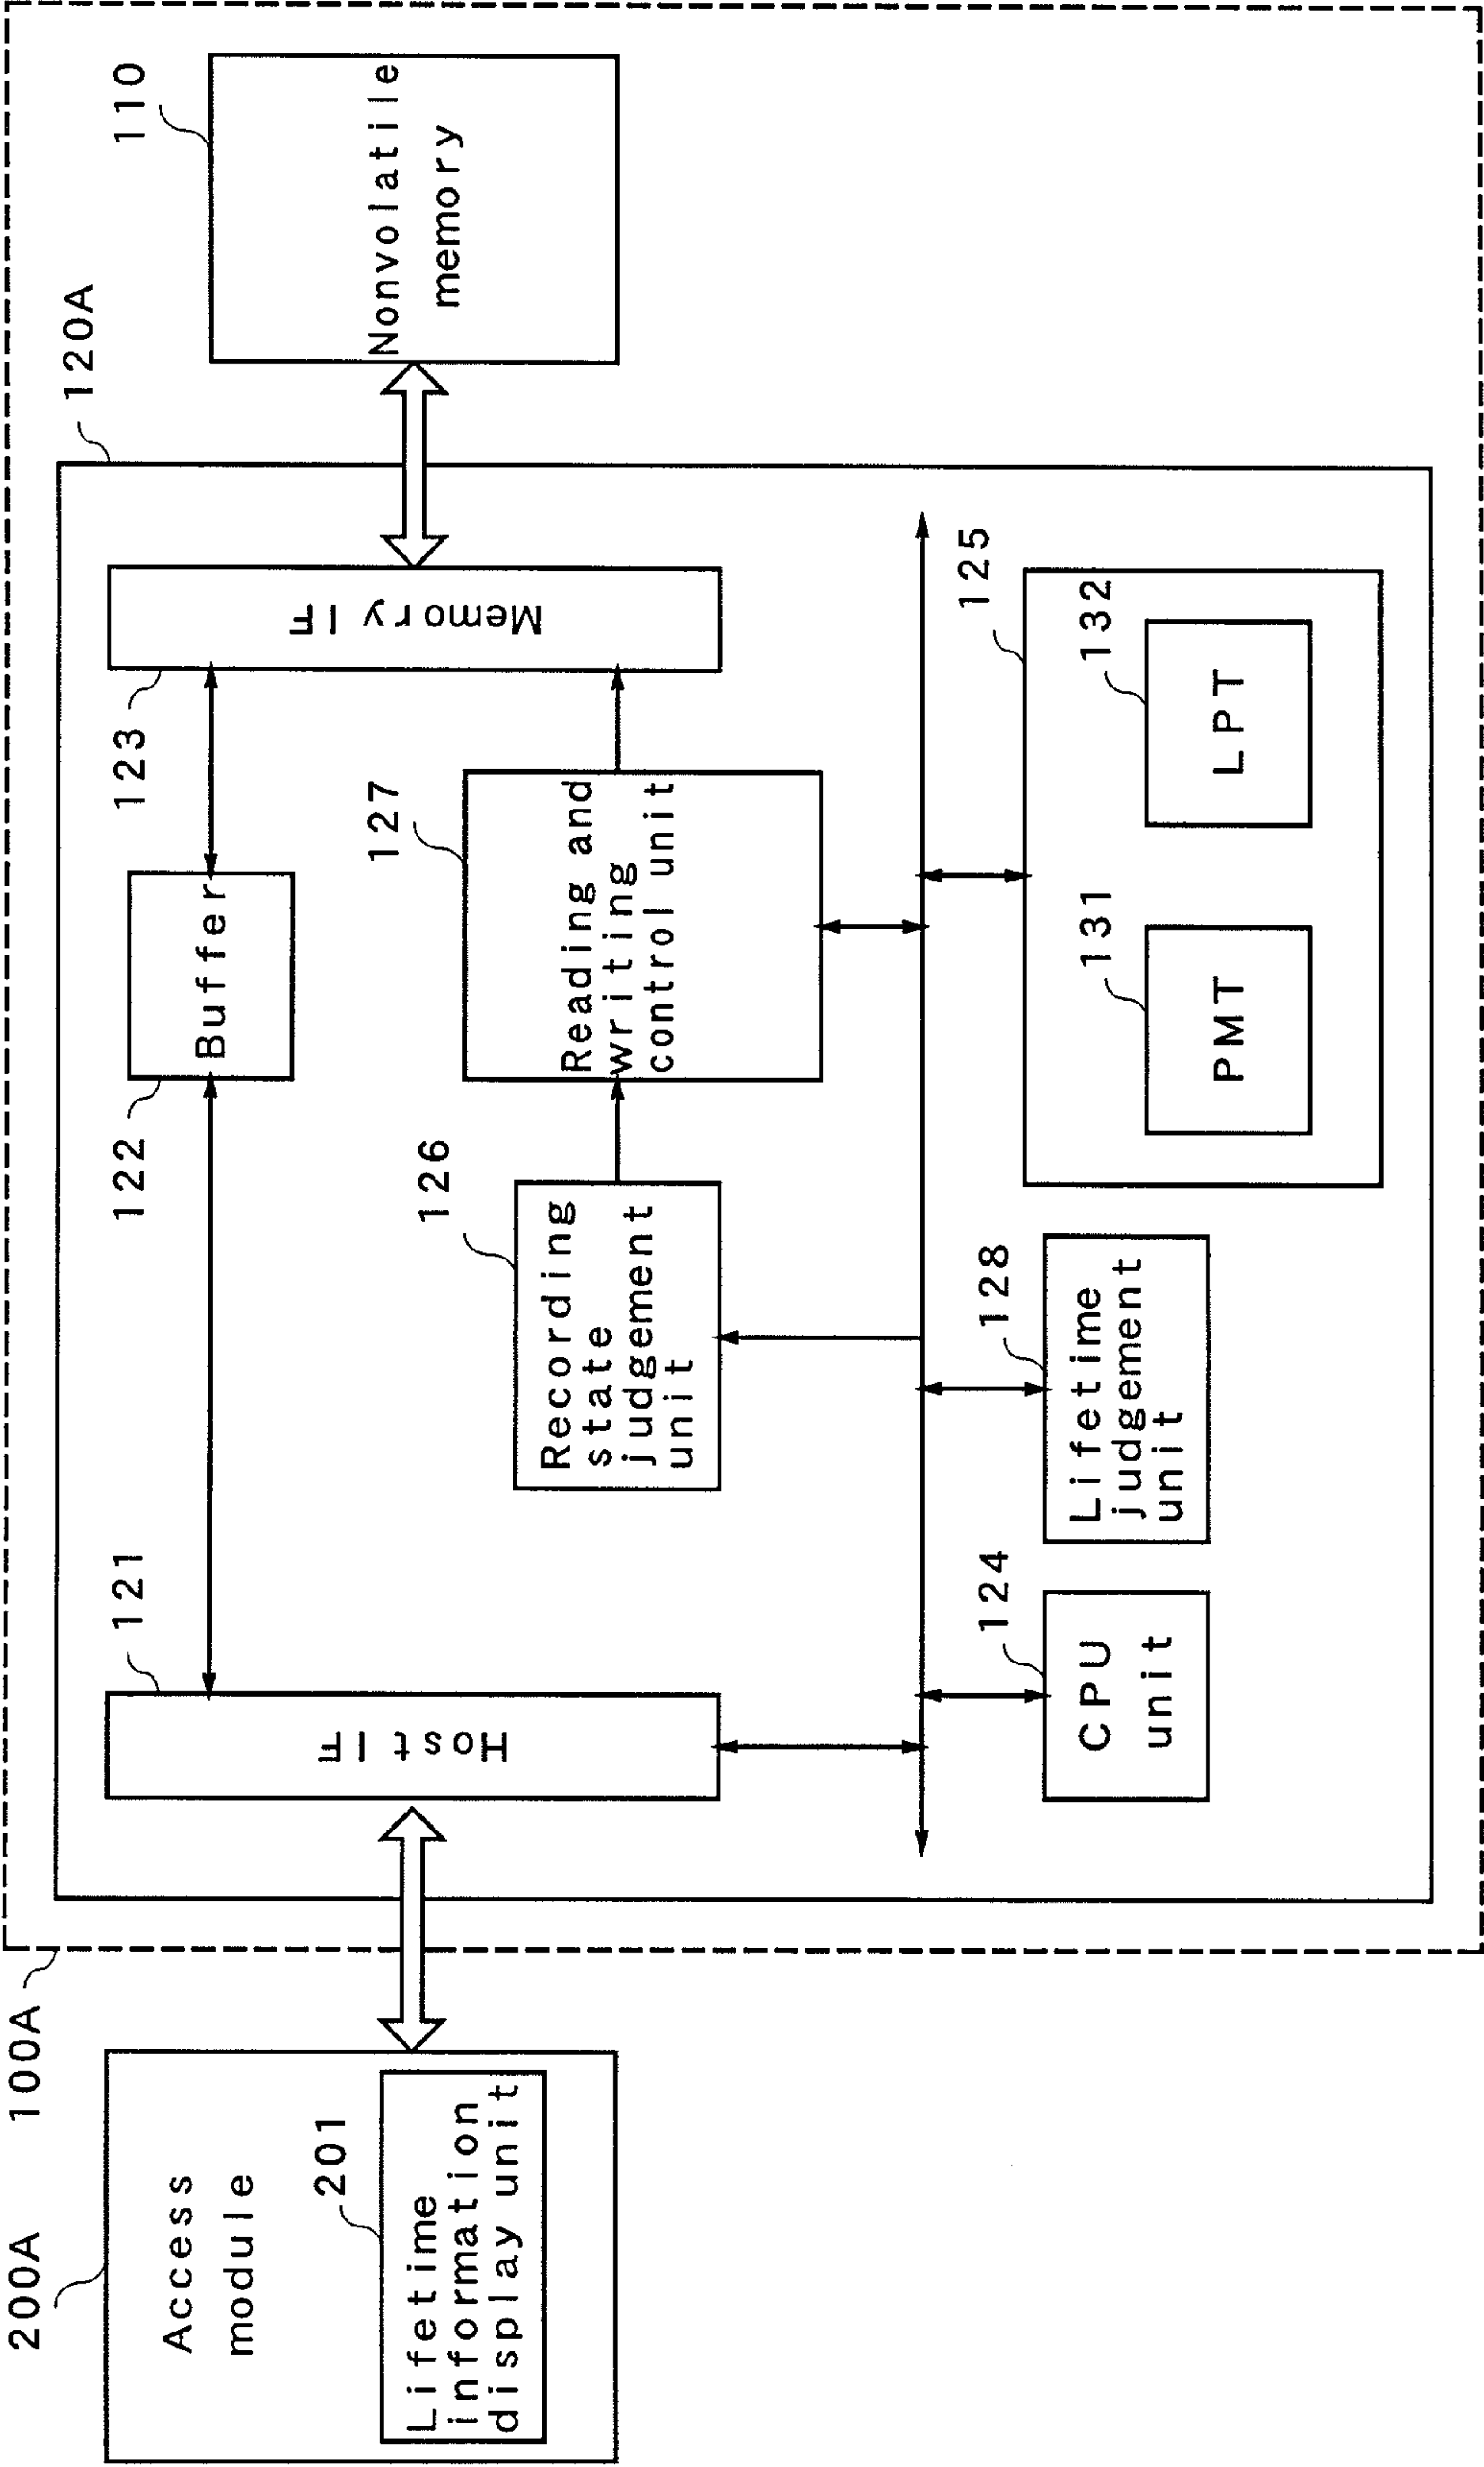 200A
Access
module
201
Lifetime
information
display unit
100A
120A
121
Host IF
122
Buffer
123
Memory IF
110
Nonvolatile
memory
126
Recording
state
judgement
unit
127
Reading and
writing
control unit
124
CPU
unit
128
Lifetime
judgement
unit
125
131
PMT
132
LPT